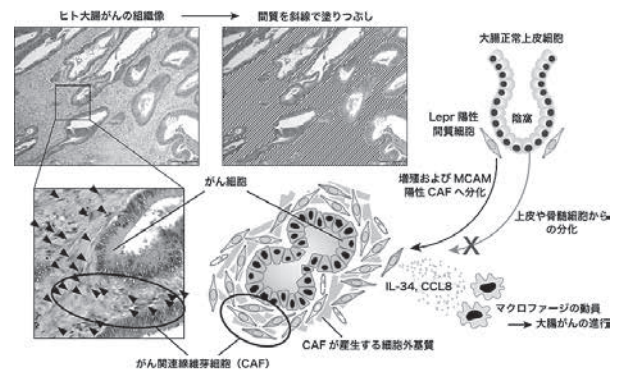 ヒト大腸がんの組織像
間質を斜線で塗りつぶし
大腸正常上皮細胞
Lepr 陽性
間質細胞
陰窩
がん細胞
増殖および MCAM
陽性 CAF へ分化
上皮や骨髄細胞から
の分化
IL-34, CCL8
マクロファージの動員
大腸がんの進行
CAF が産生する細胞外基質
がん関連線維芽細胞（CAF）